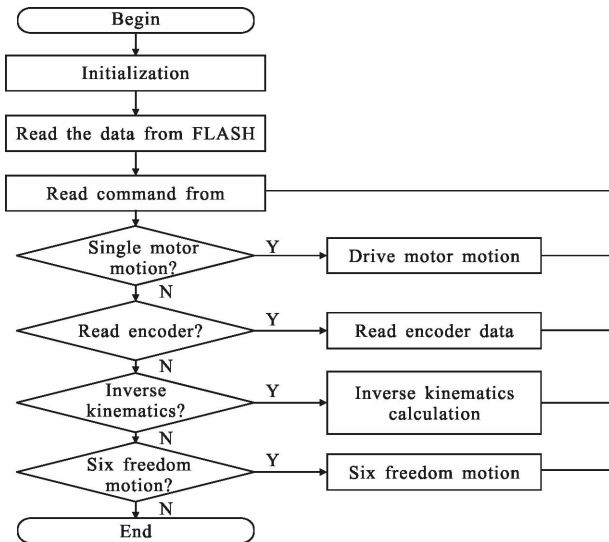 Begin
Initialization
Read the data from FLASH
Read command from
Single motor
motion?
Y
Drive motor motion
N
Read encoder?
Y
Read encoder data
N
Inverse
kinematics?
Y
Inverse kinematics
calculation
N
Six freedom
motion?
Y
Six freedom motion
N
End